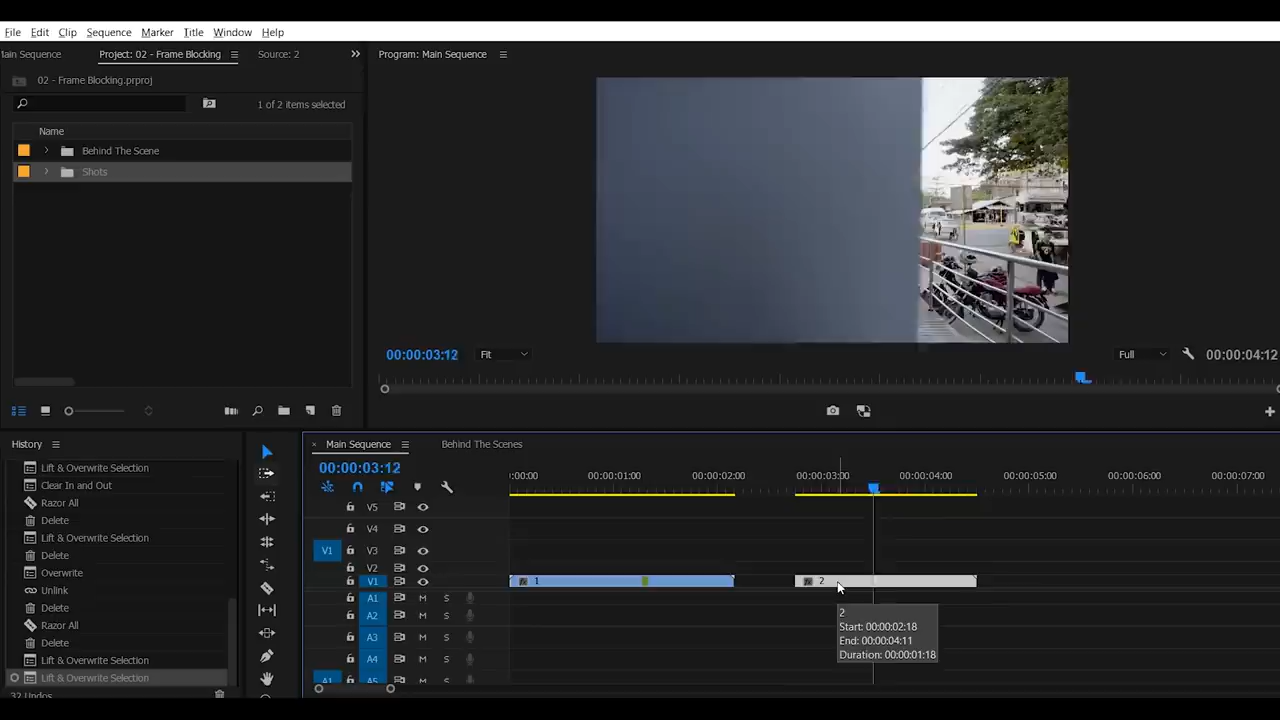 File Edit Clip Sequence Marker Title Window Help
ain Sequence Project: 02 - Frame Blocking Source: 2
Program: Main Sequence
02 - Frame Blocking.prproj
1 of 2 items selected
Name
Behind The Scene
Shots
00:00:03:12 Fit Full 00:00:04:12
History
Main Sequence Behind The Scenes
00:00:03:12
:00:00 00:00:01:00 00:00:02:00 00:00:03:00 00:00:04:00 00:00:05:00 00:00:06:00 00:00:07:00
Lift & Overwrite Selection
Clear In and Out
Razor All
Delete
Lift & Overwrite Selection
Delete
Overwrite
Unlink
Delete
Razor All
Delete
Lift & Overwrite Selection
Lift & Overwrite Selection
32 Undos
V5
V4
V1 V3
V2
V1 fx 1 fx 2
A1 M S
A2 M S
A3 M S
A4 M S
A1 A5 M S
2
Start: 00:00:02:18
End: 00:00:04:11
Duration: 00:00:01:18